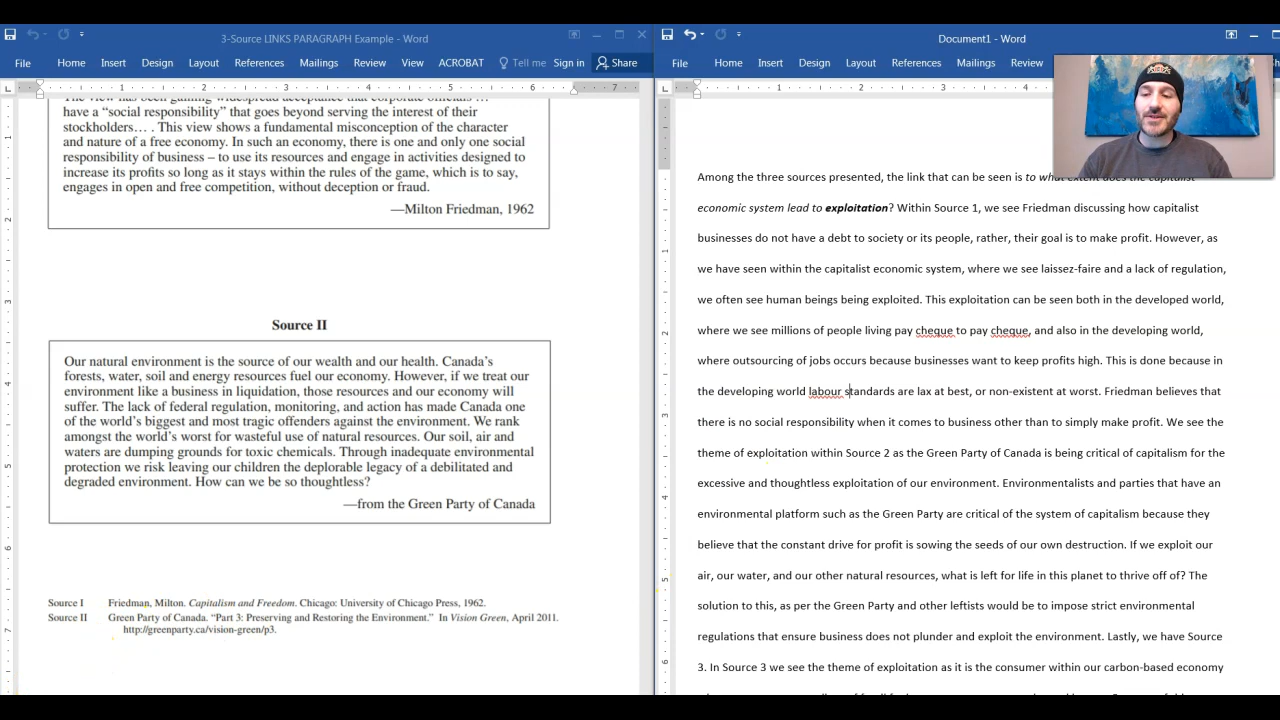 3-Source LINKS PARAGRAPH Example - Word
File Home Insert Design Layout References Mailings Review View ACROBAT Tell me Sign in Share
1 2 3 4 5 6 7
The view has been gaining widespread acceptance that corporate officials …
have a “social responsibility” that goes beyond serving the interest of their
stockholders… . This view shows a fundamental misconception of the character
and nature of a free economy. In such an economy, there is one and only one social
responsibility of business – to use its resources and engage in activities designed to
increase its profits so long as it stays within the rules of the game, which is to say,
engages in open and free competition, without deception or fraud.
—Milton Friedman, 1962
Source II
Our natural environment is the source of our wealth and our health. Canada’s
forests, water, soil and energy resources fuel our economy. However, if we treat our
environment like a business in liquidation, those resources and our economy will
suffer. The lack of federal regulation, monitoring, and action has made Canada one
of the world’s biggest and most tragic offenders against the environment. We rank
amongst the world’s worst for wasteful use of natural resources. Our soil, air and
waters are dumping grounds for toxic chemicals. Through inadequate environmental
protection we risk leaving our children the deplorable legacy of a debilitated and
degraded environment. How can we be so thoughtless?
—from the Green Party of Canada
Source I Friedman, Milton. Capitalism and Freedom. Chicago: University of Chicago Press, 1962.
Source II Green Party of Canada. “Part 3: Preserving and Restoring the Environment.” In Vision Green, April 2011.
http://greenparty.ca/vision-green/p3.
Document1 - Word
File Home Insert Design Layout References Mailings Review
1 2 3 4
Among the three sources presented, the link that can be seen is to what extent does the capitalist
economic system lead to exploitation? Within Source 1, we see Friedman discussing how capitalist
businesses do not have a debt to society or its people, rather, their goal is to make profit. However, as
we have seen within the capitalist economic system, where we see laissez-faire and a lack of regulation,
we often see human beings being exploited. This exploitation can be seen both in the developed world,
where we see millions of people living pay cheque to pay cheque, and also in the developing world,
where outsourcing of jobs occurs because businesses want to keep profits high. This is done because in
the developing world labour standards are lax at best, or non-existent at worst. Friedman believes that
there is no social responsibility when it comes to business other than to simply make profit. We see the
theme of exploitation within Source 2 as the Green Party of Canada is being critical of capitalism for the
excessive and thoughtless exploitation of our environment. Environmentalists and parties that have an
environmental platform such as the Green Party are critical of the system of capitalism because they
believe that the constant drive for profit is sowing the seeds of our own destruction. If we exploit our
air, our water, and our other natural resources, what is left for life in this planet to thrive off of? The
solution to this, as per the Green Party and other leftists would be to impose strict environmental
regulations that ensure business does not plunder and exploit the environment. Lastly, we have Source
3. In Source 3 we see the theme of exploitation as it is the consumer within our carbon-based economy